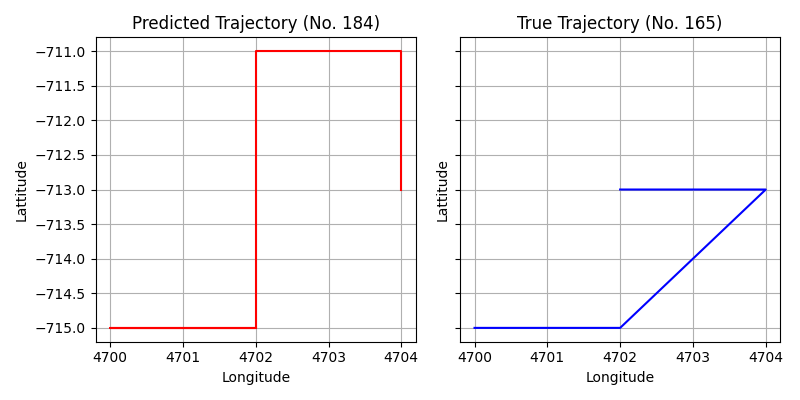 Predicted Trajectory (No. 184)
True Trajectory (No. 165)
−711.0
−711.5
−712.0
−712.5
−713.0
−713.5
−714.0
−714.5
−715.0
Lattitude
Lattitude
4700 4701 4702 4703 4704
4700 4701 4702 4703 4704
Longitude
Longitude